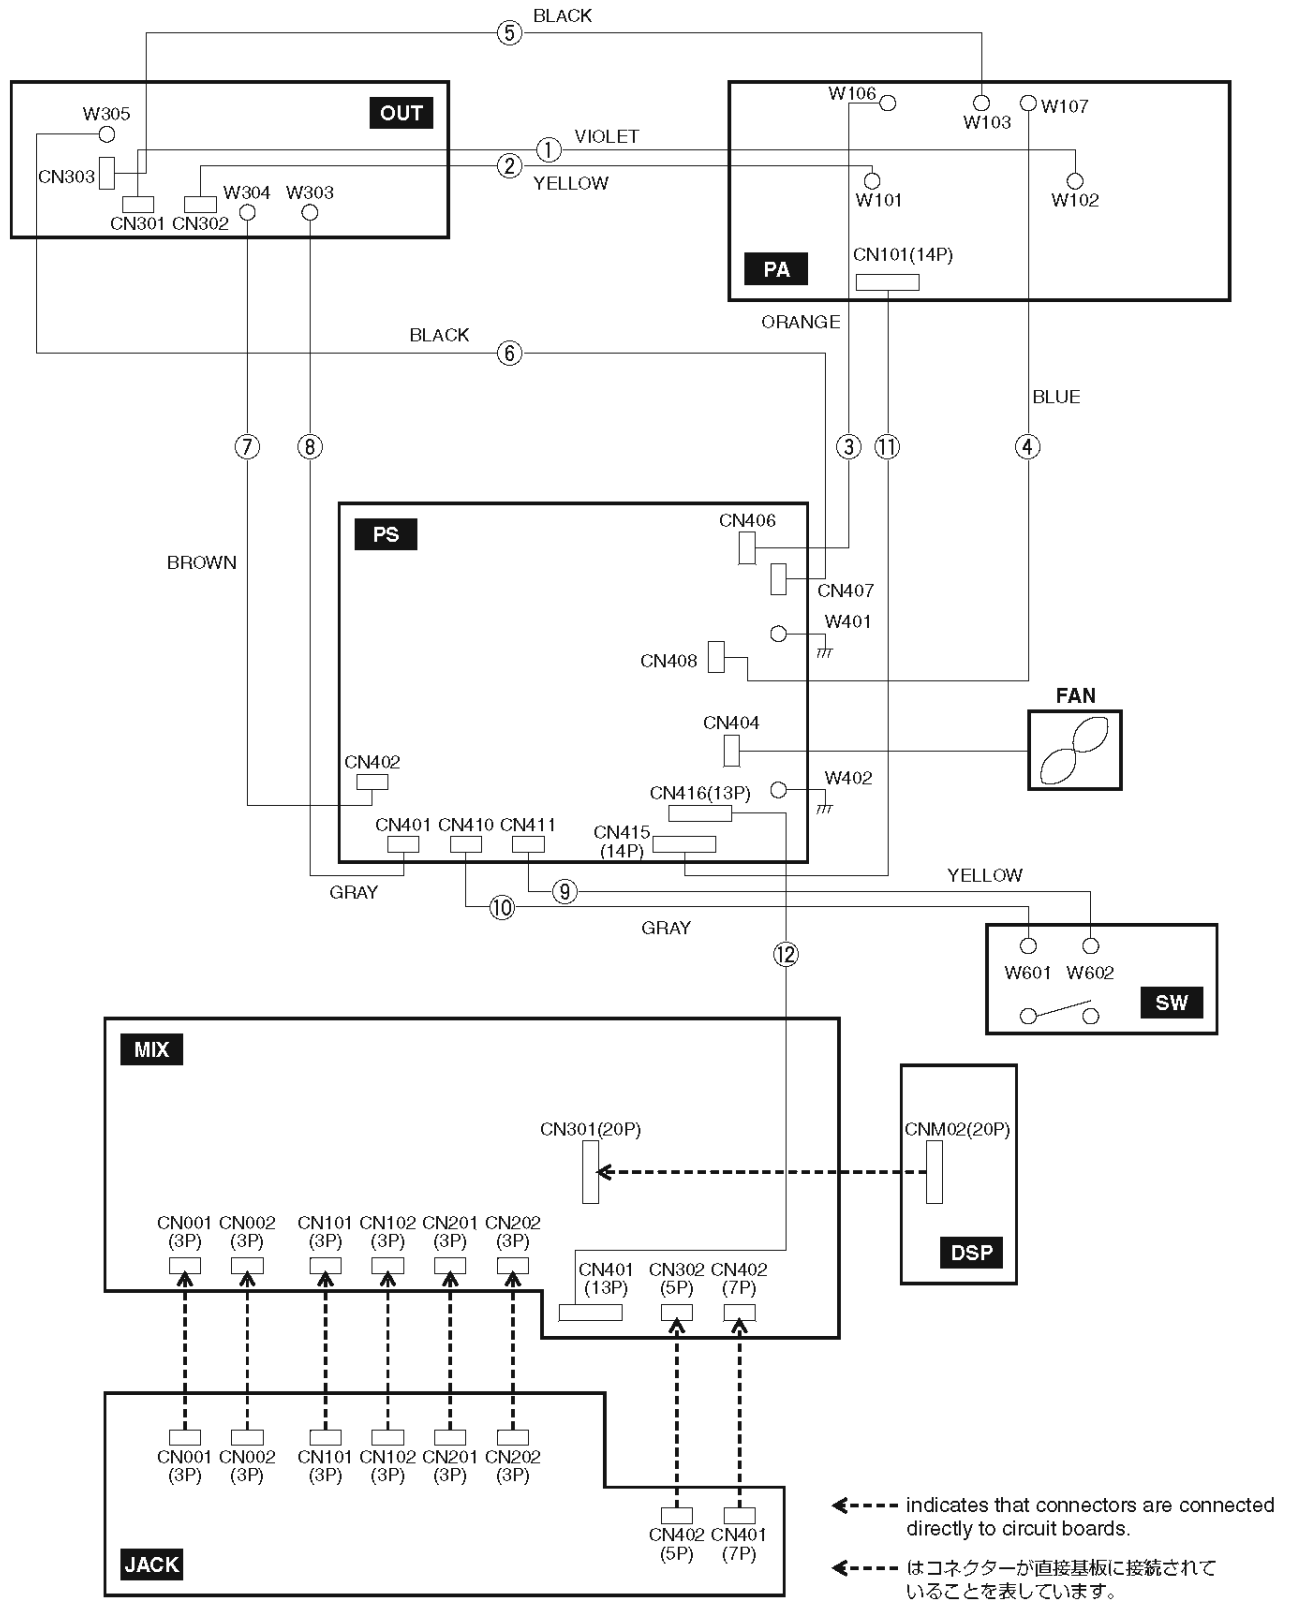 BLACK
5
W305
OUT
W106
W103
W107
1
VIOLET
2
YELLOW
CN303
CN301
CN302
W304
W303
W101
W102
PA
CN101(14P)
ORANGE
BLACK
6
BLUE
7
8
3
11
4
BROWN
PS
CN406
CN407
W401
CN408
FAN
CN404
CN402
W402
CN416(13P)
CN401
CN410
CN411
CN415
(14P)
GRAY
9
YELLOW
10
GRAY
12
W601
W602
SW
MIX
CN301(20P)
CNM02(20P)
DSP
CN001
(3P)
CN002
(3P)
CN101
(3P)
CN102
(3P)
CN201
(3P)
CN202
(3P)
CN401
(13P)
CN302
(5P)
CN402
(7P)
CN001
(3P)
CN002
(3P)
CN101
(3P)
CN102
(3P)
CN201
(3P)
CN202
(3P)
CN402
(5P)
CN401
(7P)
JACK
indicates that connectors are connected
directly to circuit boards.
はコネクターが直接基板に接続されて
いることを表しています。